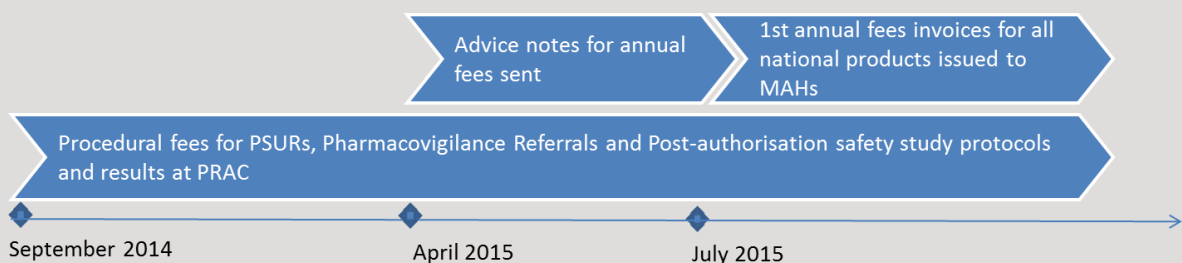 Advice notes for annual
fees sent
1st annual fees invoices for all
national products issued to
MAHs
Procedural fees for PSURs, Pharmacovigilance Referrals and Post-authorisation safety study protocols
and results at PRAC
September 2014
April 2015
July 2015